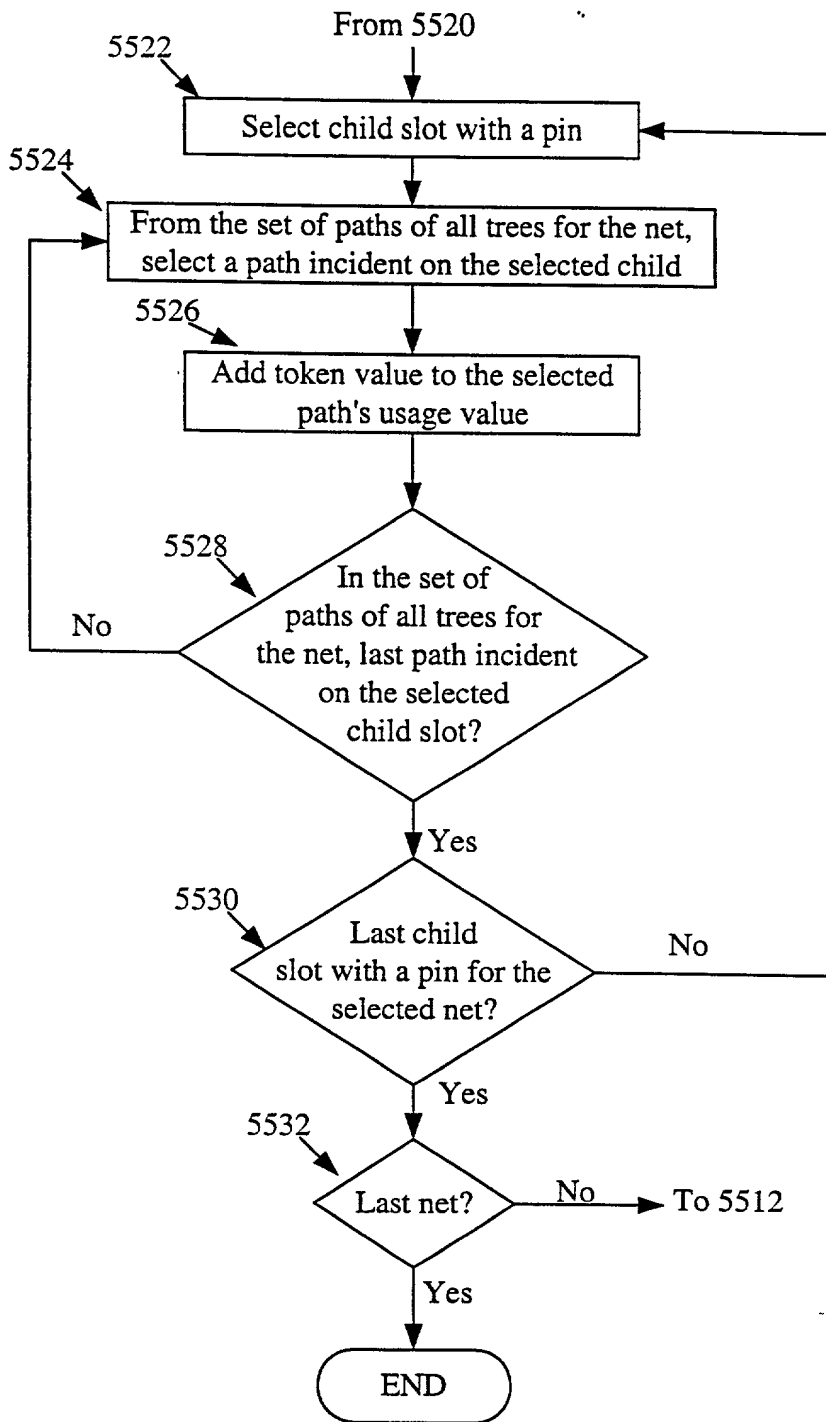 From 5520
5522
Select child slot with a pin
5524
From the set of paths of all trees for the net,
select a path incident on the selected child
5526
Add token value to the selected
path's usage value
5528
In the set of
paths of all trees for
the net, last path incident
on the selected
child slot?
No
Yes
5530
Last child
slot with a pin for the
selected net?
No
Yes
5532
Last net?
No
To 5512
Yes
END